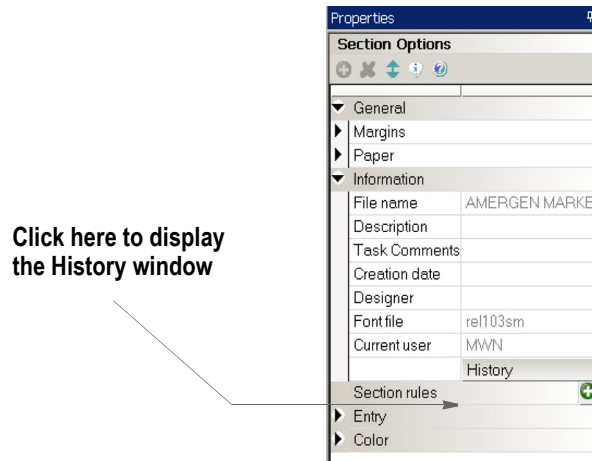 Properties
Section Options
General
Margins
Paper
Information
File name AMERGEN MARKE
Description
Click here to display
the History window
Task Comments
Creation date
Designer
Font file rel103sm
Current user MWN
History
Section rules
Entry
Color